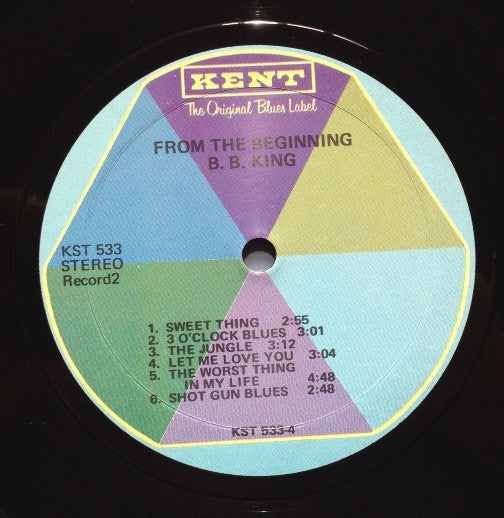 KENT
The Original Blues Label
FROM THE BEGINNING
B. B. KING
KST 533
STEREO
Record2
1. SWEET THING 2:55
2. 3 O'CLOCK BLUES 3:01
3. THE JUNGLE 3:12
4. LET ME LOVE YOU 3:04
5. THE WORST THING
IN MY LIFE 4:48
6. SHOT GUN BLUES 2:48
KST 533-4